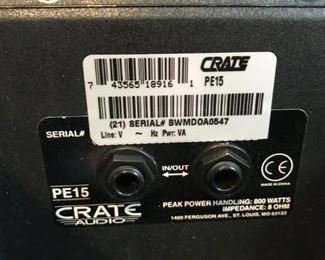 CRATE
7 43565 18916 1 PE15
(21) SERIAL# BWMDOA0547
Line: V ~ Hz Pwr: VA
SERIAL#
IN/OUT
CE
MADE IN CHINA
PE15
CRATE
AUDIO
PEAK POWER HANDLING: 800 WATTS
IMPEDANCE: 8 OHM
1400 FERGUSON AVE., ST. LOUIS, MO 63133